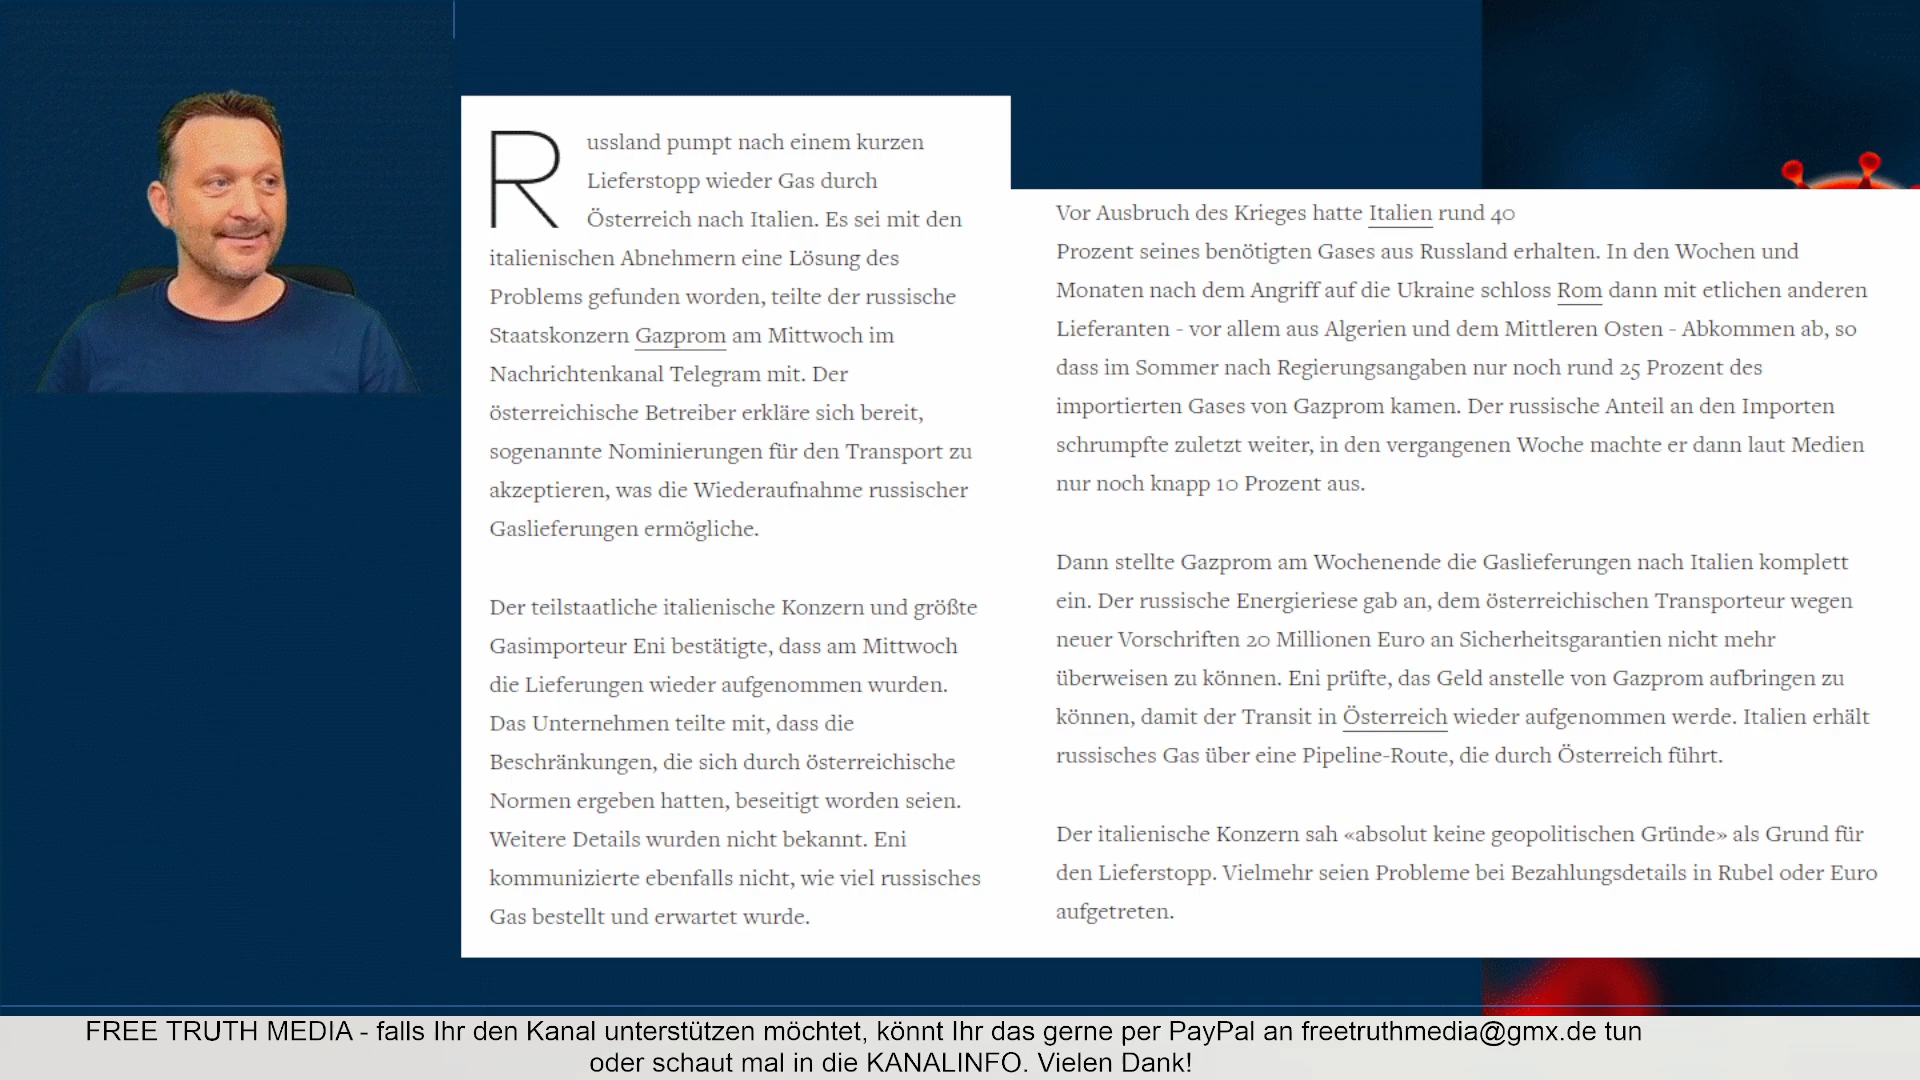 Russland pumpt nach einem kurzen
Lieferstopp wieder Gas durch
Österreich nach Italien. Es sei mit den
italienischen Abnehmern eine Lösung des
Problems gefunden worden, teilte der russische
Staatskonzern Gazprom am Mittwoch im
Nachrichtenkanal Telegram mit. Der
österreichische Betreiber erkläre sich bereit,
sogenannte Nominierungen für den Transport zu
akzeptieren, was die Wiederaufnahme russischer
Gaslieferungen ermögliche.
Der teilstaatliche italienische Konzern und größte
Gasimporteur Eni bestätigte, dass am Mittwoch
die Lieferungen wieder aufgenommen wurden.
Das Unternehmen teilte mit, dass die
Beschränkungen, die sich durch österreichische
Normen ergeben hatten, beseitigt worden seien.
Weitere Details wurden nicht bekannt. Eni
kommunizierte ebenfalls nicht, wie viel russisches
Gas bestellt und erwartet wurde.
Vor Ausbruch des Krieges hatte Italien rund 40
Prozent seines benötigten Gases aus Russland erhalten. In den Wochen und
Monaten nach dem Angriff auf die Ukraine schloss Rom dann mit etlichen anderen
Lieferanten - vor allem aus Algerien und dem Mittleren Osten - Abkommen ab, so
dass im Sommer nach Regierungsangaben nur noch rund 25 Prozent des
importierten Gases von Gazprom kamen. Der russische Anteil an den Importen
schrumpfte zuletzt weiter, in den vergangenen Woche machte er dann laut Medien
nur noch knapp 10 Prozent aus.
Dann stellte Gazprom am Wochenende die Gaslieferungen nach Italien komplett
ein. Der russische Energieriese gab an, dem österreichischen Transporteur wegen
neuer Vorschriften 20 Millionen Euro an Sicherheitsgarantien nicht mehr
überweisen zu können. Eni prüfte, das Geld anstelle von Gazprom aufbringen zu
können, damit der Transit in Österreich wieder aufgenommen werde. Italien erhält
russisches Gas über eine Pipeline-Route, die durch Österreich führt.
Der italienische Konzern sah «absolut keine geopolitischen Gründe» als Grund für
den Lieferstopp. Vielmehr seien Probleme bei Bezahlungsdetails in Rubel oder Euro
aufgetreten.
FREE TRUTH MEDIA - falls Ihr den Kanal unterstützen möchtet, könnt Ihr das gerne per PayPal an freetruthmedia@gmx.de tun
oder schaut mal in die KANALINFO. Vielen Dank!